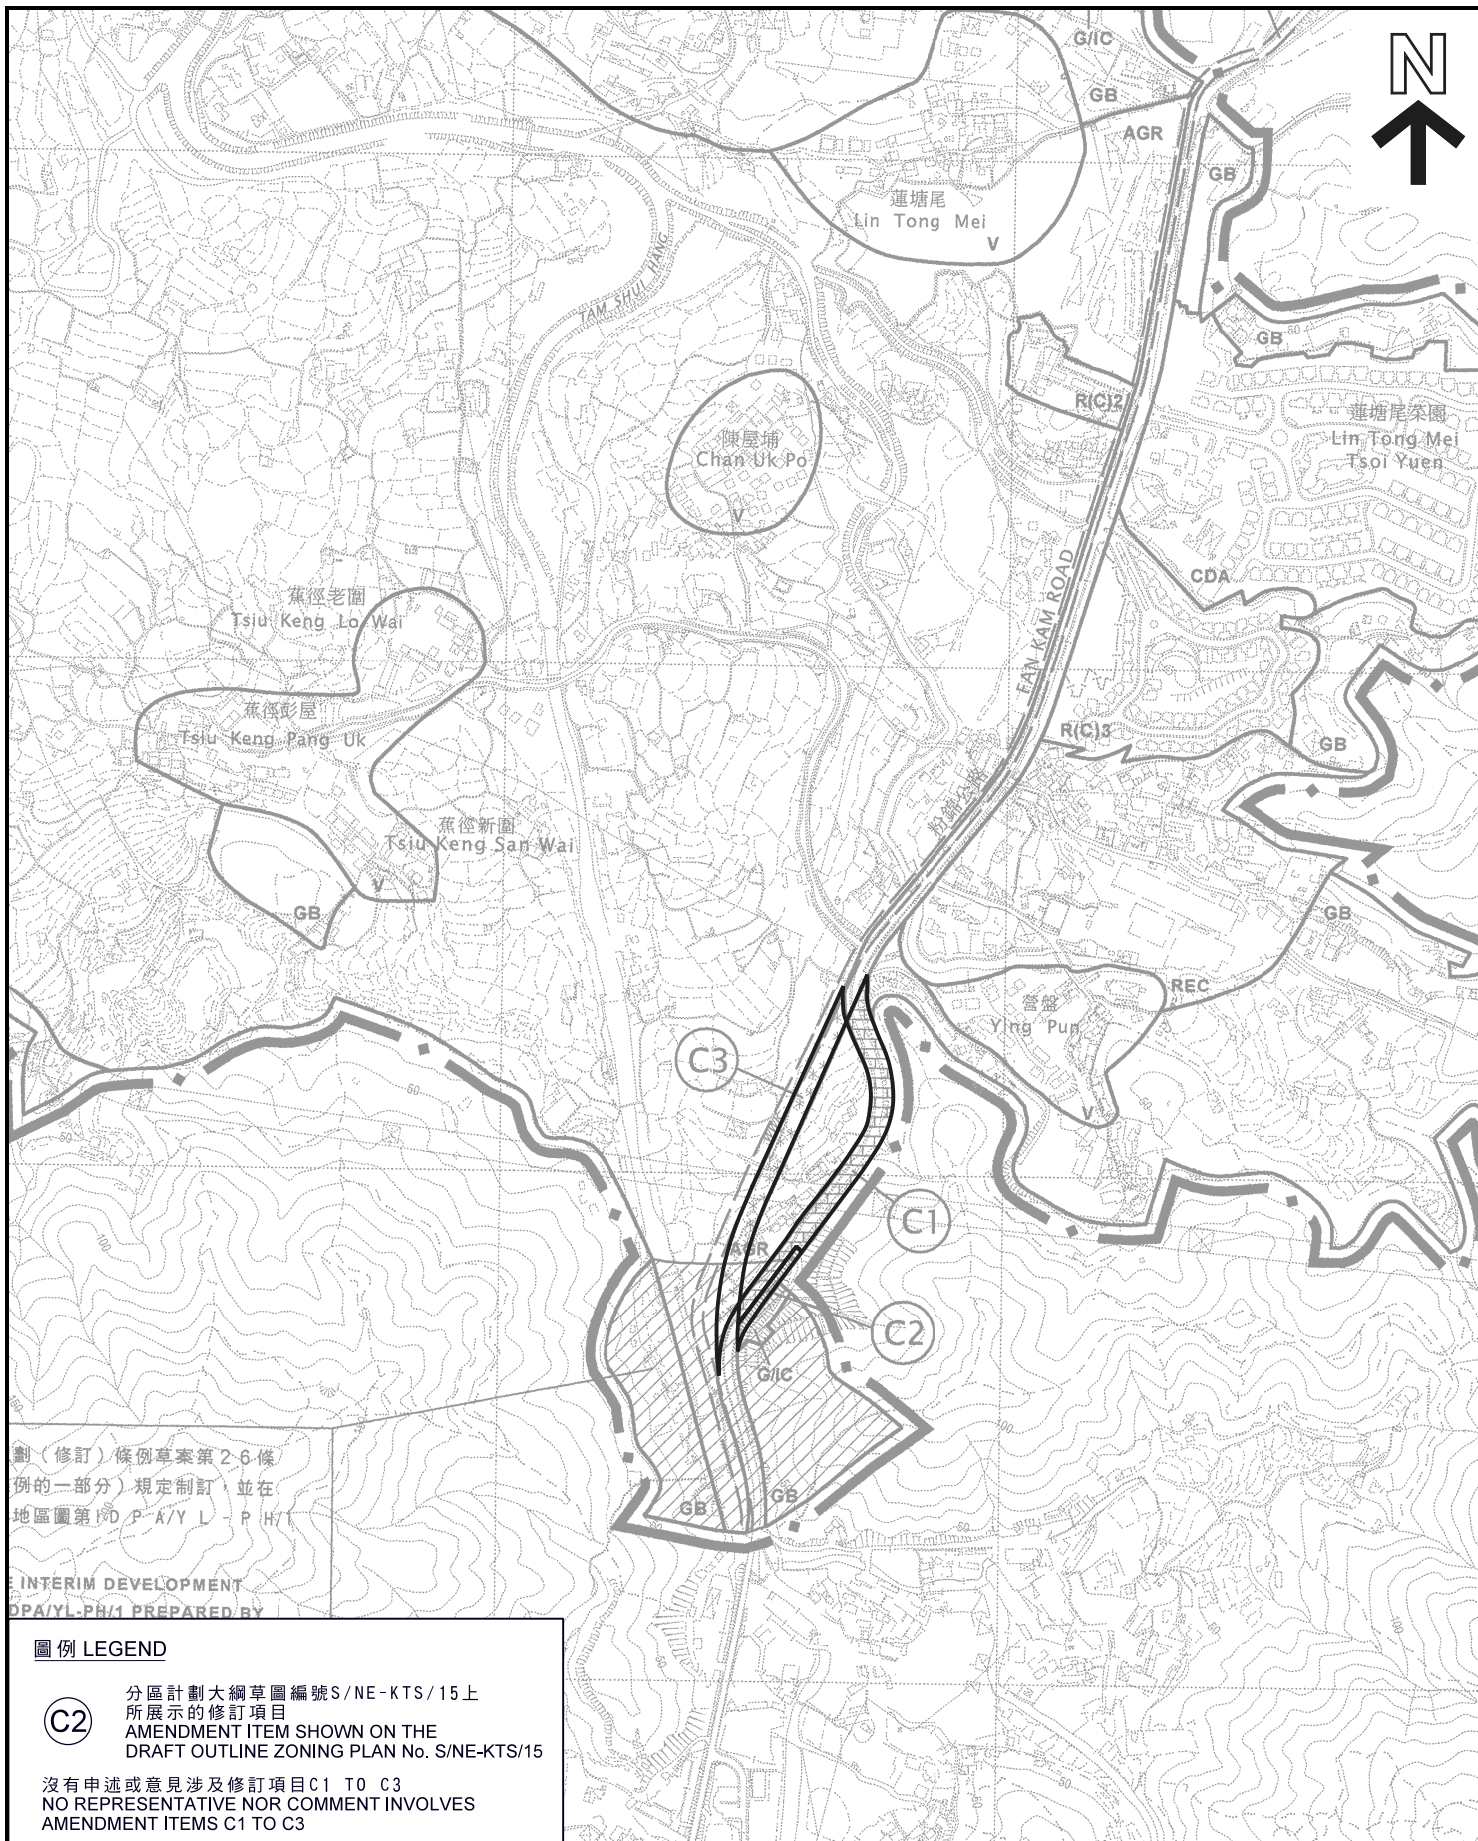 G/IC
N
GB
AGR
GB
蓮塘尾
Lin Tong Mei
V
TAM SHUI HANG
GB
50
R(C)2
蓮塘尾菜園
Lin Tong Mei
Tsoi Yuen
陳屋埔
Chan Uk Po
V
FAN KAM ROAD
CDA
蕉徑老圍
Tsiu Keng Lo Wai
蕉徑彭屋
Tsiu Keng Pang Uk
R(C)3
GB
粉錦公路
蕉徑新圍
Tsiu Keng San Wai
V
GB
GB
REC
營盤
Ying Pun
C3
V
50
50
C1
100
AGR
C2
G/IC
100
GB
GB
劃（修訂）條例草案第26條
例的一部分）規定制訂，並在
地區圖第IDPA/YL-PH/1
E INTERIM DEVELOPMENT
DPA/YL-PH/1 PREPARED BY
圖例 LEGEND
C2
分區計劃大綱草圖編號S/NE-KTS/15上
所展示的修訂項目
AMENDMENT ITEM SHOWN ON THE
DRAFT OUTLINE ZONING PLAN No. S/NE-KTS/15
沒有申述或意見涉及修訂項目C1 TO C3
NO REPRESENTATIVE NOR COMMENT INVOLVES
AMENDMENT ITEMS C1 TO C3